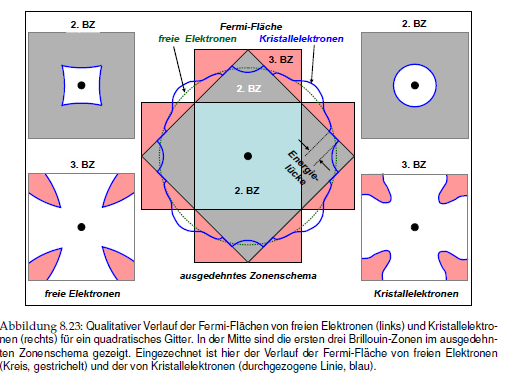 2. BZ
Fermi-Fläche
freie Elektronen
Kristallelektronen
2. BZ
3. BZ
2. BZ
Energie-
lücke
2. BZ
3. BZ
3. BZ
freie Elektronen
ausgedehntes Zonenschema
Kristallelektronen
Abbildung 8.23: Qualitativer Verlauf der Fermi-Flächen von freien Elektronen (links) und Kristallelektro-
nen (rechts) für ein quadratisches Gitter. In der Mitte sind die ersten drei Brillouin-Zonen im ausgedehn-
ten Zonenschema gezeigt. Eingezeichnet ist hier der Verlauf der Fermi-Fläche von freien Elektronen
(Kreis, gestrichelt) und der von Kristallelektronen (durchgezogene Linie, blau).